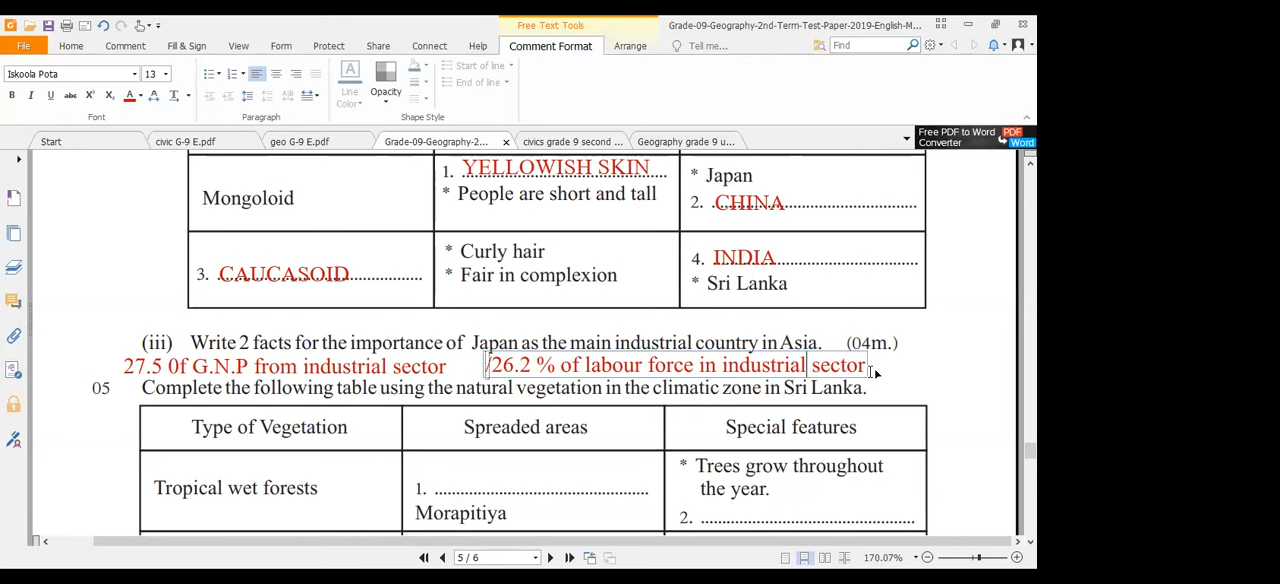 Free Text Tools
Grade-09-Geography-2nd-Term-Test-Paper-2019-English-M...
File Home Comment Fill & Sign View Form Protect Share Connect Help Comment Format Arrange Tell me... Find
Iskoola Pota 13 Line Color Opacity Start of line End of line
B I U abc X² X₂ A A T
Font Paragraph Shape Style
Start civic G-9 E.pdf geo G-9 E.pdf Grade-09-Geography-2... civics grade 9 second ... Geography grade 9 u... Free PDF to Word Converter PDF Word
Mongoloid
1. YELLOWISH SKIN
* People are short and tall
* Japan
2. CHINA
3. CAUCASOID
* Curly hair
* Fair in complexion
4. INDIA
* Sri Lanka
(iii) Write 2 facts for the importance of Japan as the main industrial country in Asia. (04m.)
27.5 0f G.N.P from industrial sector /26.2 % of labour force in industrial sector
05 Complete the following table using the natural vegetation in the climatic zone in Sri Lanka.
Type of Vegetation Spreaded areas Special features
Tropical wet forests
1. ..................................................
Morapitiya
* Trees grow throughout
the year.
2. ..................................................
5 / 6 170.07%